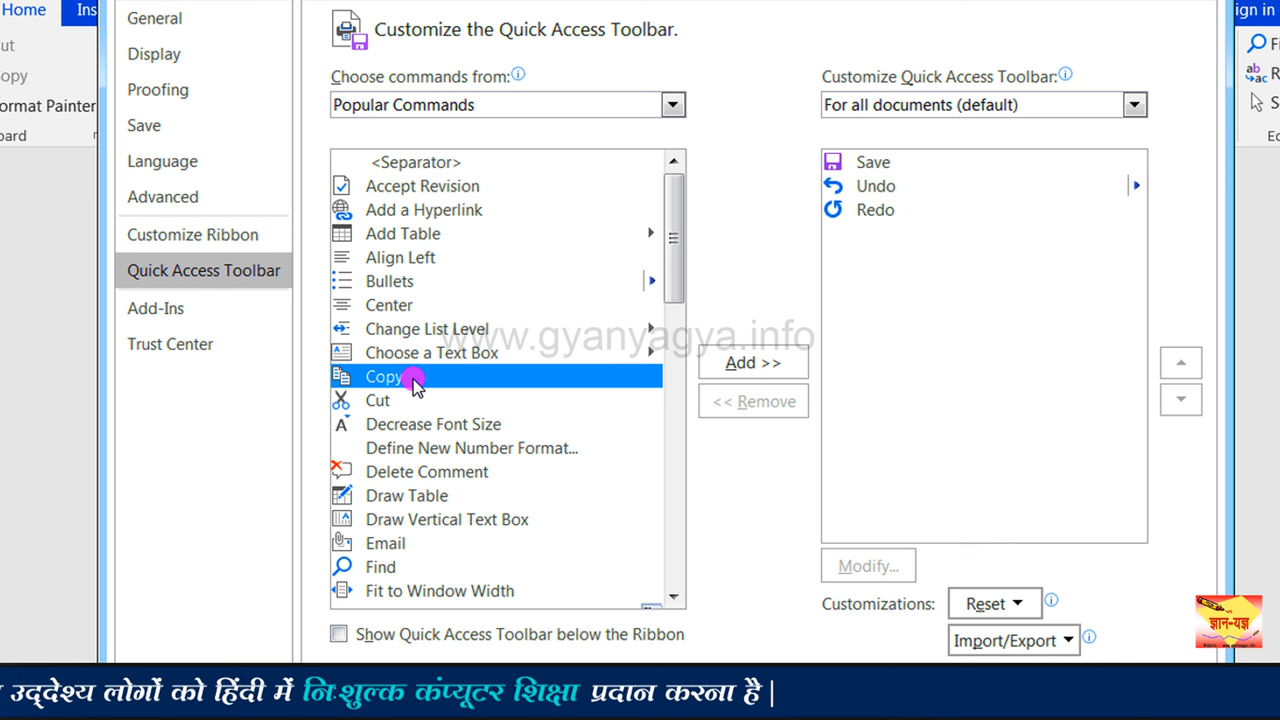 Home
Ins
ign in
ut
opy
ormat Painter
oard
Fi
R
S
Ec
General
Display
Proofing
Save
Language
Advanced
Customize Ribbon
Quick Access Toolbar
Add-Ins
Trust Center
Customize the Quick Access Toolbar.
Choose commands from:
Popular Commands
<Separator>
Accept Revision
Add a Hyperlink
Add Table
Align Left
Bullets
Center
Change List Level
Choose a Text Box
Copy
Cut
Decrease Font Size
Define New Number Format...
Delete Comment
Draw Table
Draw Vertical Text Box
Email
Find
Fit to Window Width
Show Quick Access Toolbar below the Ribbon
Add >>
<< Remove
Customize Quick Access Toolbar:
For all documents (default)
Save
Undo
Redo
Modify...
Customizations: Reset
Import/Export
www.gyanyagya.info
ज्ञान-यज्ञ
उद्देश्य लोगों को हिंदी में निःशुल्क कंप्यूटर शिक्षा प्रदान करना है |